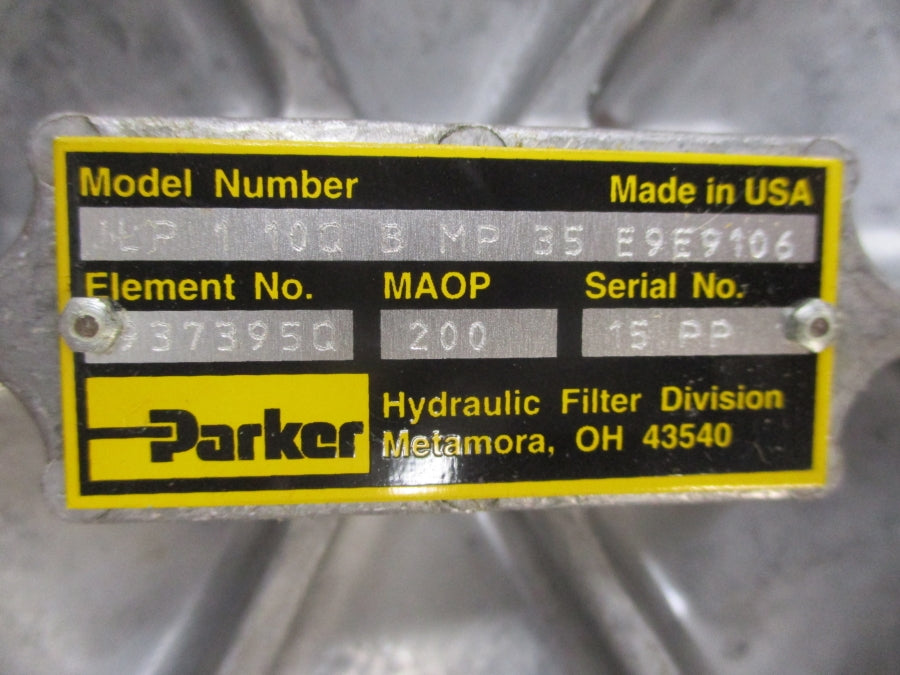 Model Number Made in USA
ILP 1 10Q B MP 35 E9E9106
Element No. MAOP Serial No.
937395Q 200 15 PP
Parker Hydraulic Filter Division
Metamora, OH 43540